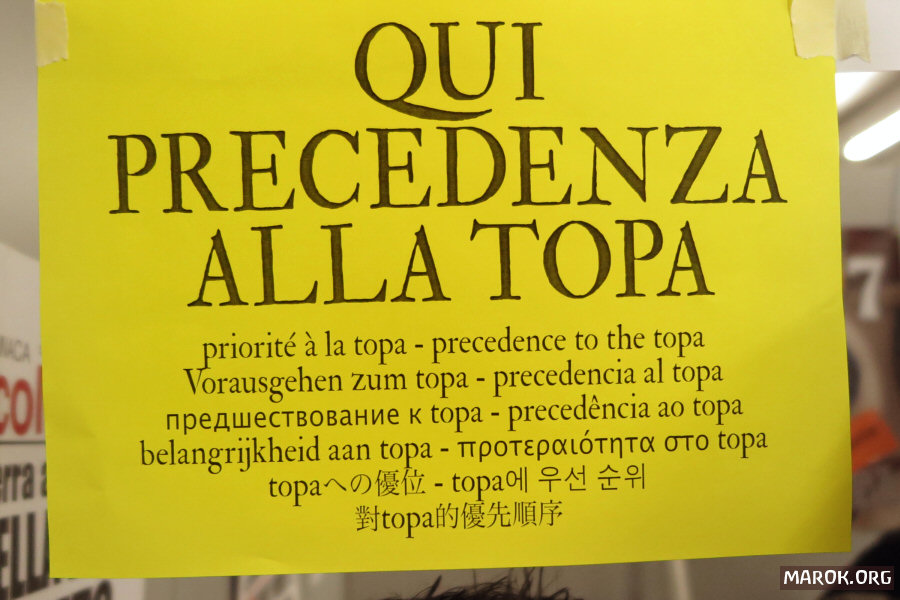 QUI
PRECEDENZA
ALLA TOPA
priorité à la topa - precedence to the topa
Vorausgehen zum topa - precedencia al topa
предшествование к topa - precedência ao topa
belangrijkheid aan topa - προτεραιότητα στο topa
topaへの優位 - topa에 우선 순위
對topa的優先順序
7
MAROK.ORG